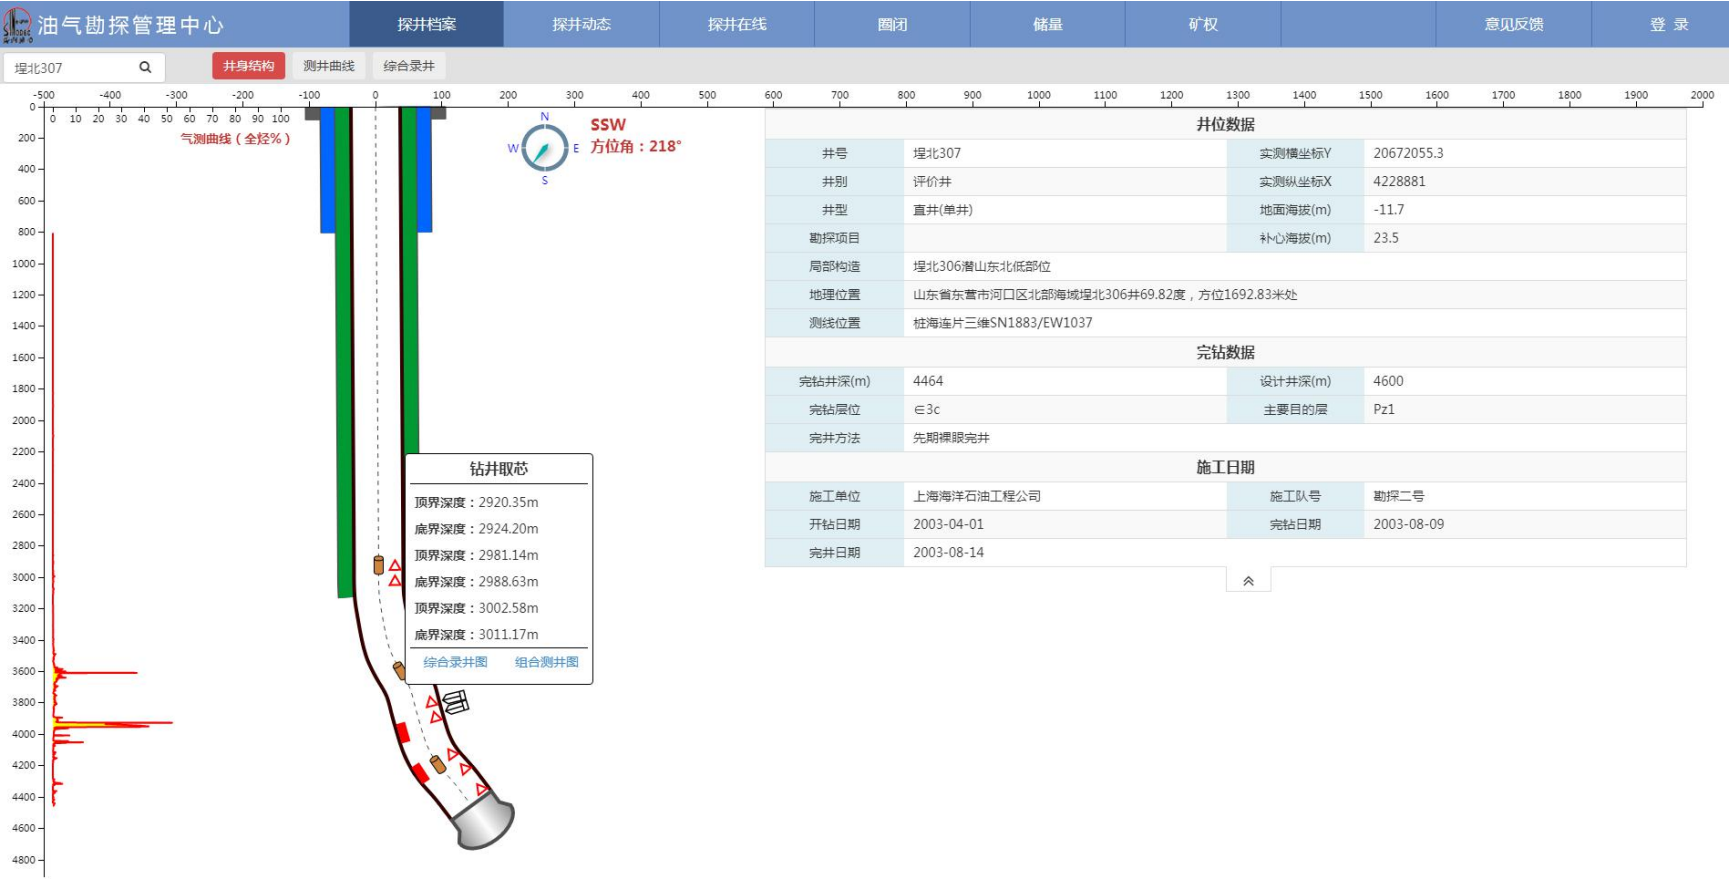 油气勘探管理中心
探井档案
探井动态
探井在线
圈闭
储量
矿权
意见反馈
登 录
埕北307
井身结构
测井曲线
综合录井
-500 -400 -300 -200 -100 0 100 200 300 400 500 600 700 800 900 1000 1100 1200 1300 1400 1500 1600 1700 1800 1900 2000
0 10 20 30 40 50 60 70 80 90 100
气测曲线(全烃%)
0
200
400
600
800
1000
1200
1400
1600
1800
2000
2200
2400
2600
2800
3000
3200
3400
3600
3800
4000
4200
4400
4600
4800
N
W
E
S
SSW
方位角:218°
钻井取芯
顶界深度:2920.35m
底界深度:2924.20m
顶界深度:2981.14m
底界深度:2988.63m
顶界深度:3002.58m
底界深度:3011.17m
综合录井图 组合测井图
井位数据
井号 埕北307 实测横坐标Y 20672055.3
井别 评价井 实测纵坐标X 4228881
井型 直井(单井) 地面海拔(m) -11.7
勘探项目 补心海拔(m) 23.5
局部构造 埕北306潜山东北低部位
地理位置 山东省东营市河口区北部海域埕北306井69.82度,方位1692.83米处
测线位置 桩海连片三维SN1883/EW1037
完钻数据
完钻井深(m) 4464 设计井深(m) 4600
完钻层位 ∈3c 主要目的层 Pz1
完井方法 先期裸眼完井
施工日期
施工单位 上海海洋石油工程公司 施工队号 勘探二号
开钻日期 2003-04-01 完钻日期 2003-08-09
完井日期 2003-08-14